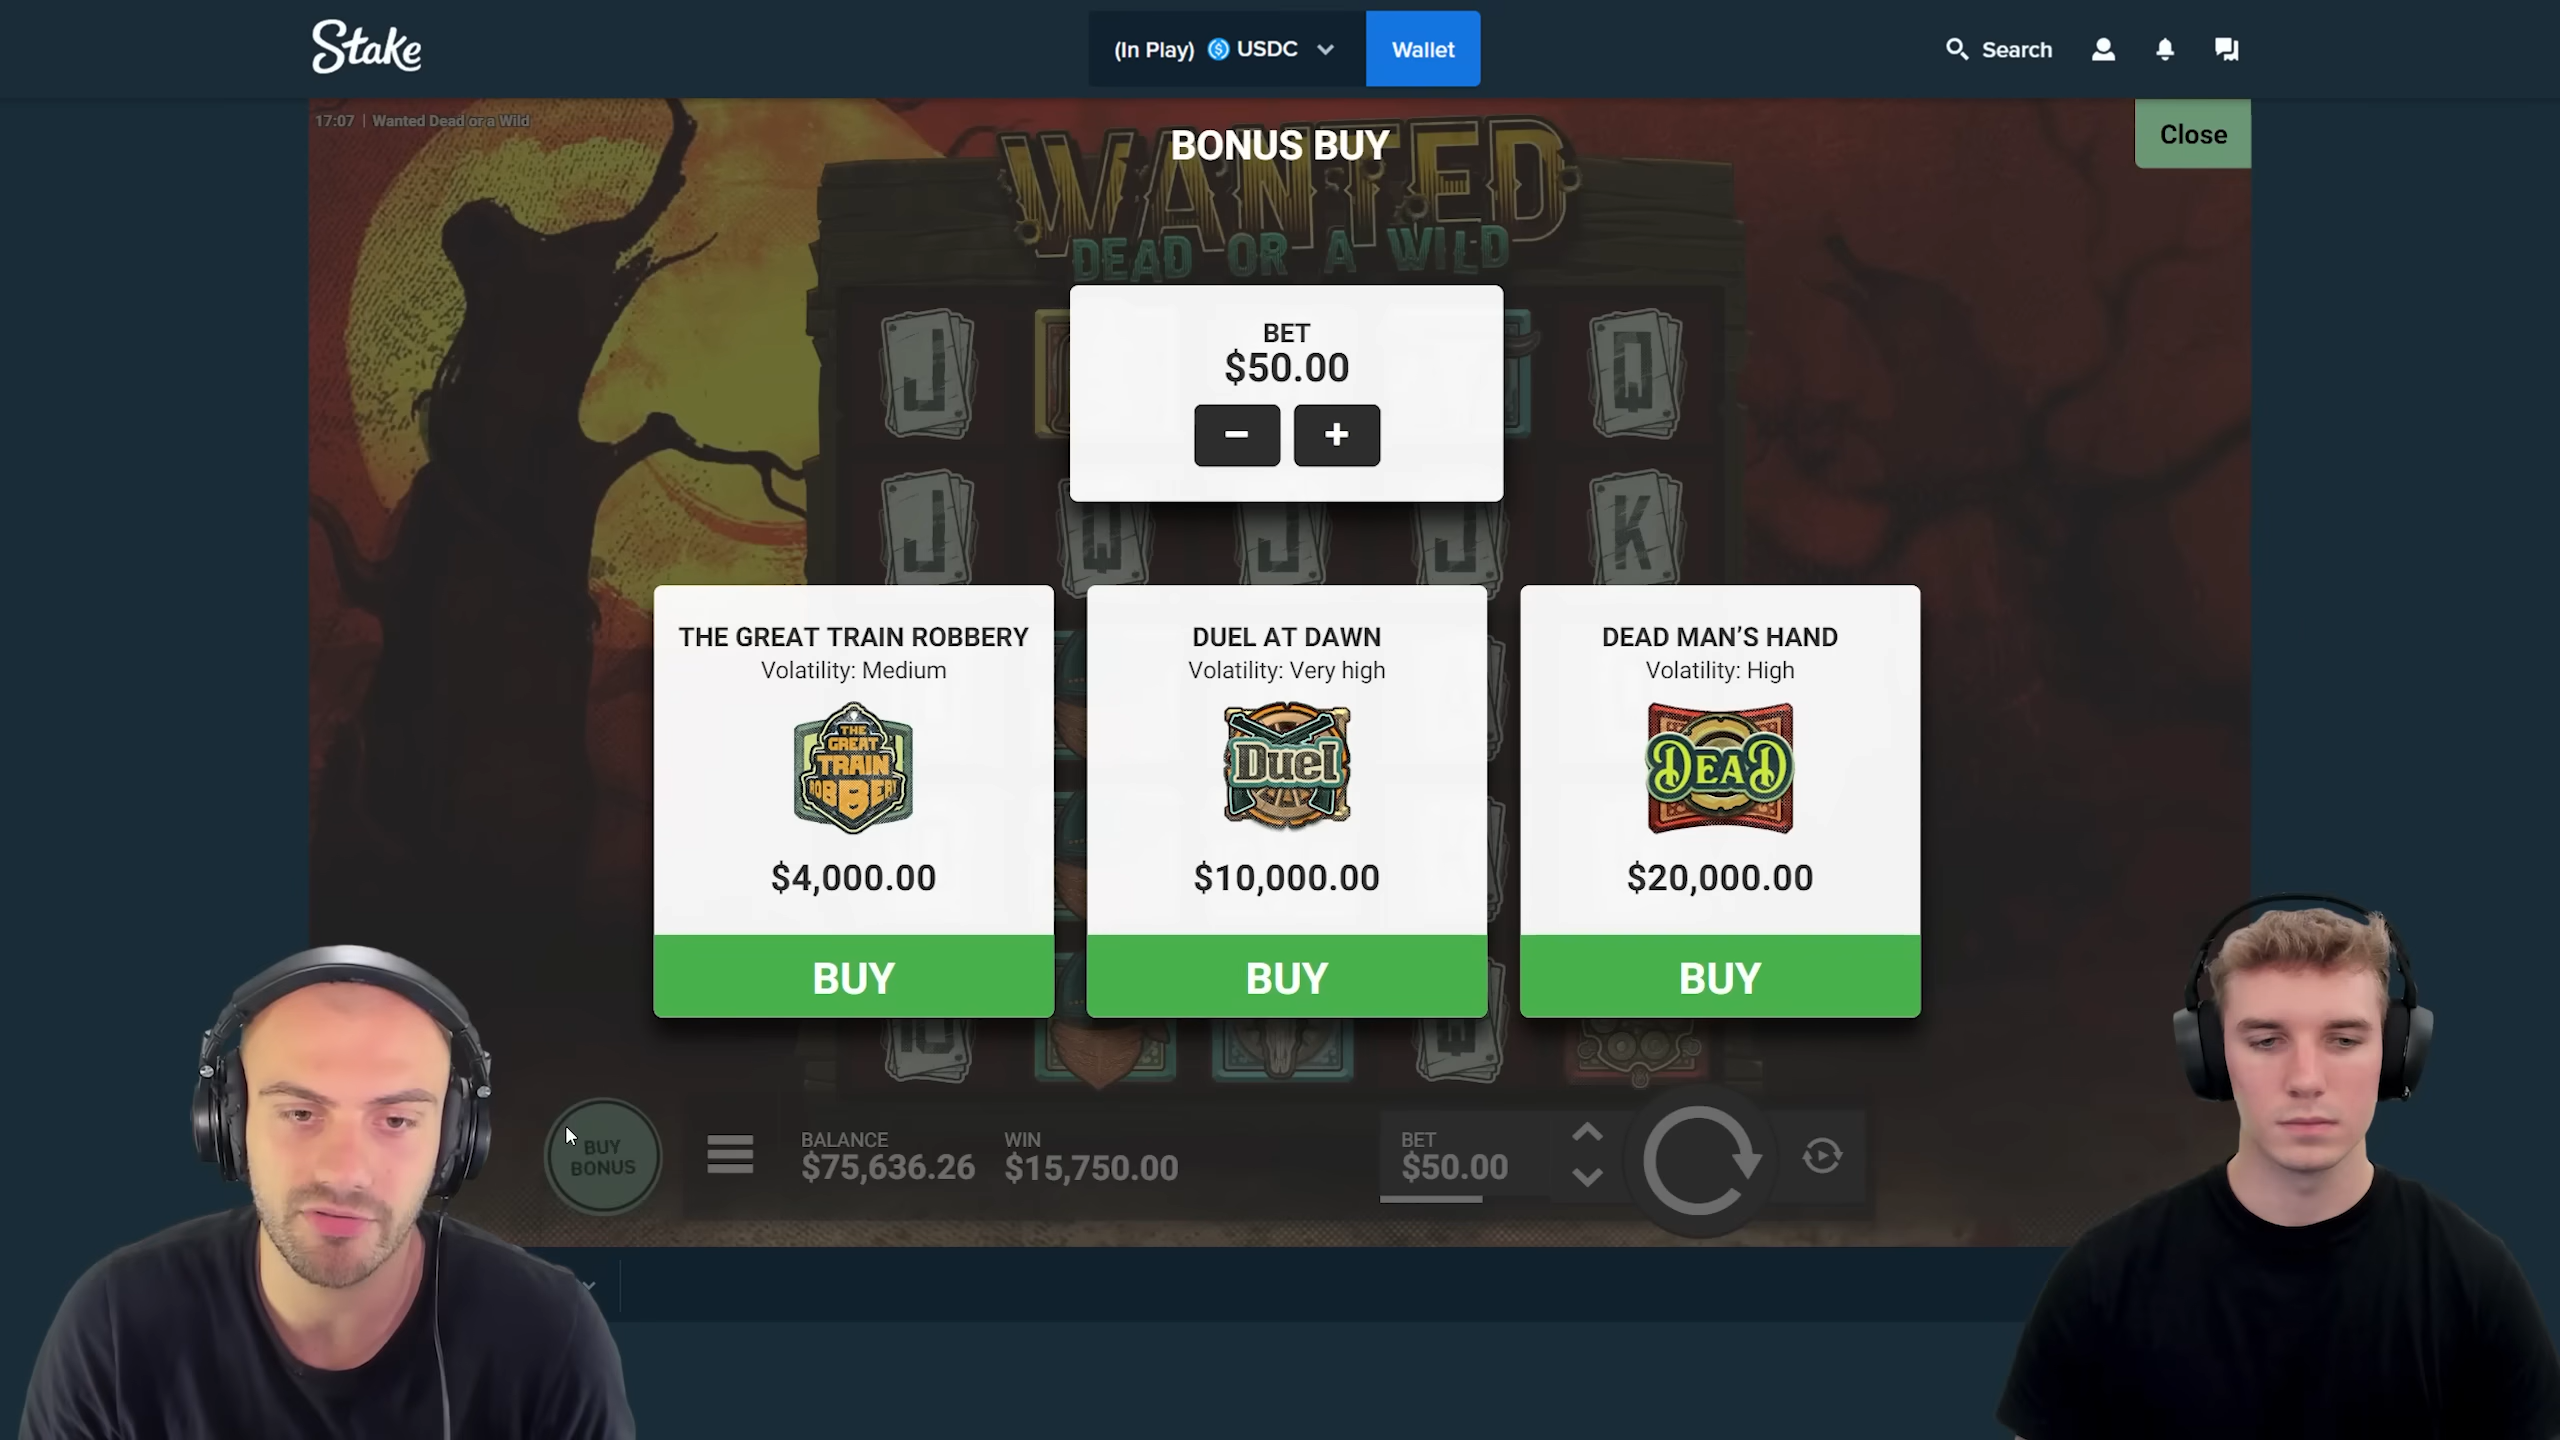 Stake
(In Play) USDC
Wallet
Search
17:07 | Wanted Dead or a Wild
BONUS BUY
Close
WANTED
DEAD OR A WILD
BET
$50.00
− +
J Q
J Q J J K
THE GREAT TRAIN ROBBERY
Volatility: Medium
THE
GREAT
TRAIN
ROBBERY
$4,000.00
BUY
DUEL AT DAWN
Volatility: Very high
Duel
$10,000.00
BUY
DEAD MAN’S HAND
Volatility: High
DEAD
$20,000.00
BUY
10
BUY
BONUS
BALANCE
$75,636.26
WIN
$15,750.00
BET
$50.00